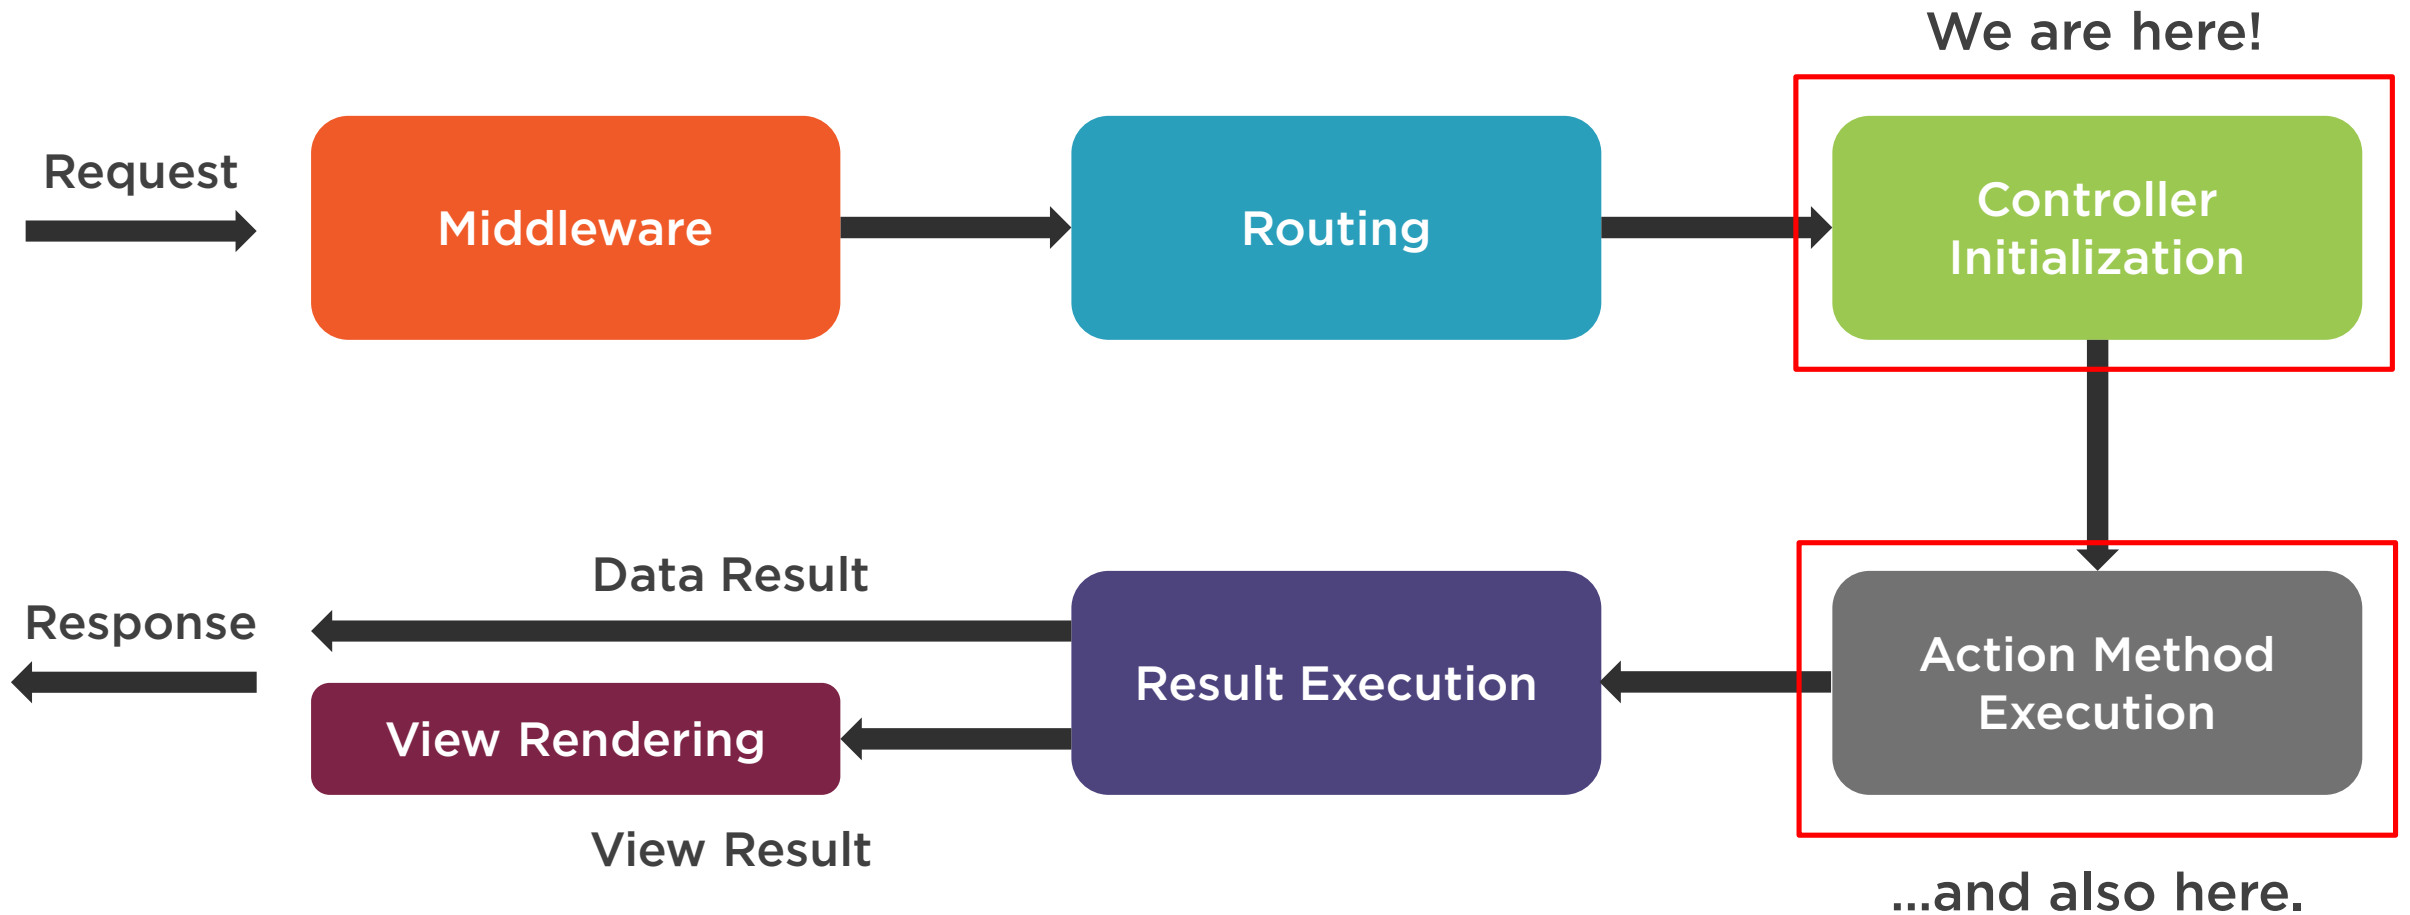 We are here!
Request
Middleware
Routing
Controller
Initialization
Data Result
Response
Result Execution
Action Method
Execution
View Rendering
View Result
...and also here.